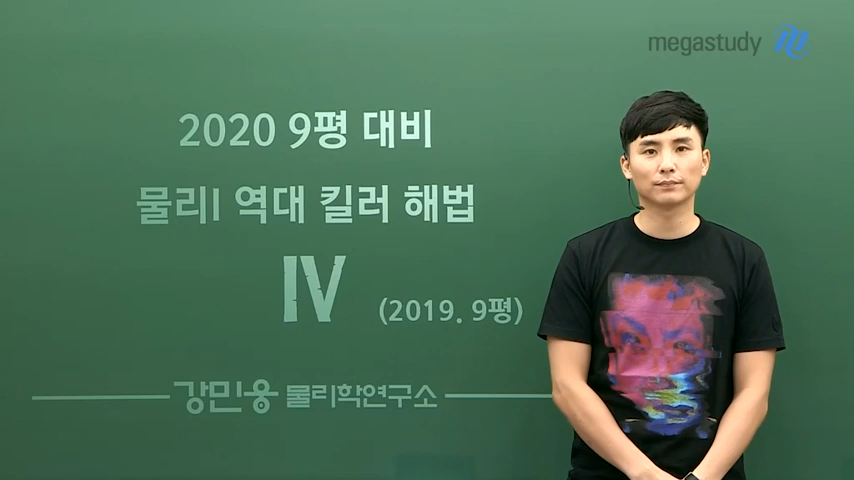 megastudy
2020 9평 대비
물리I 역대 킬러 해법
IV
(2019. 9평)
강민웅 물리학연구소